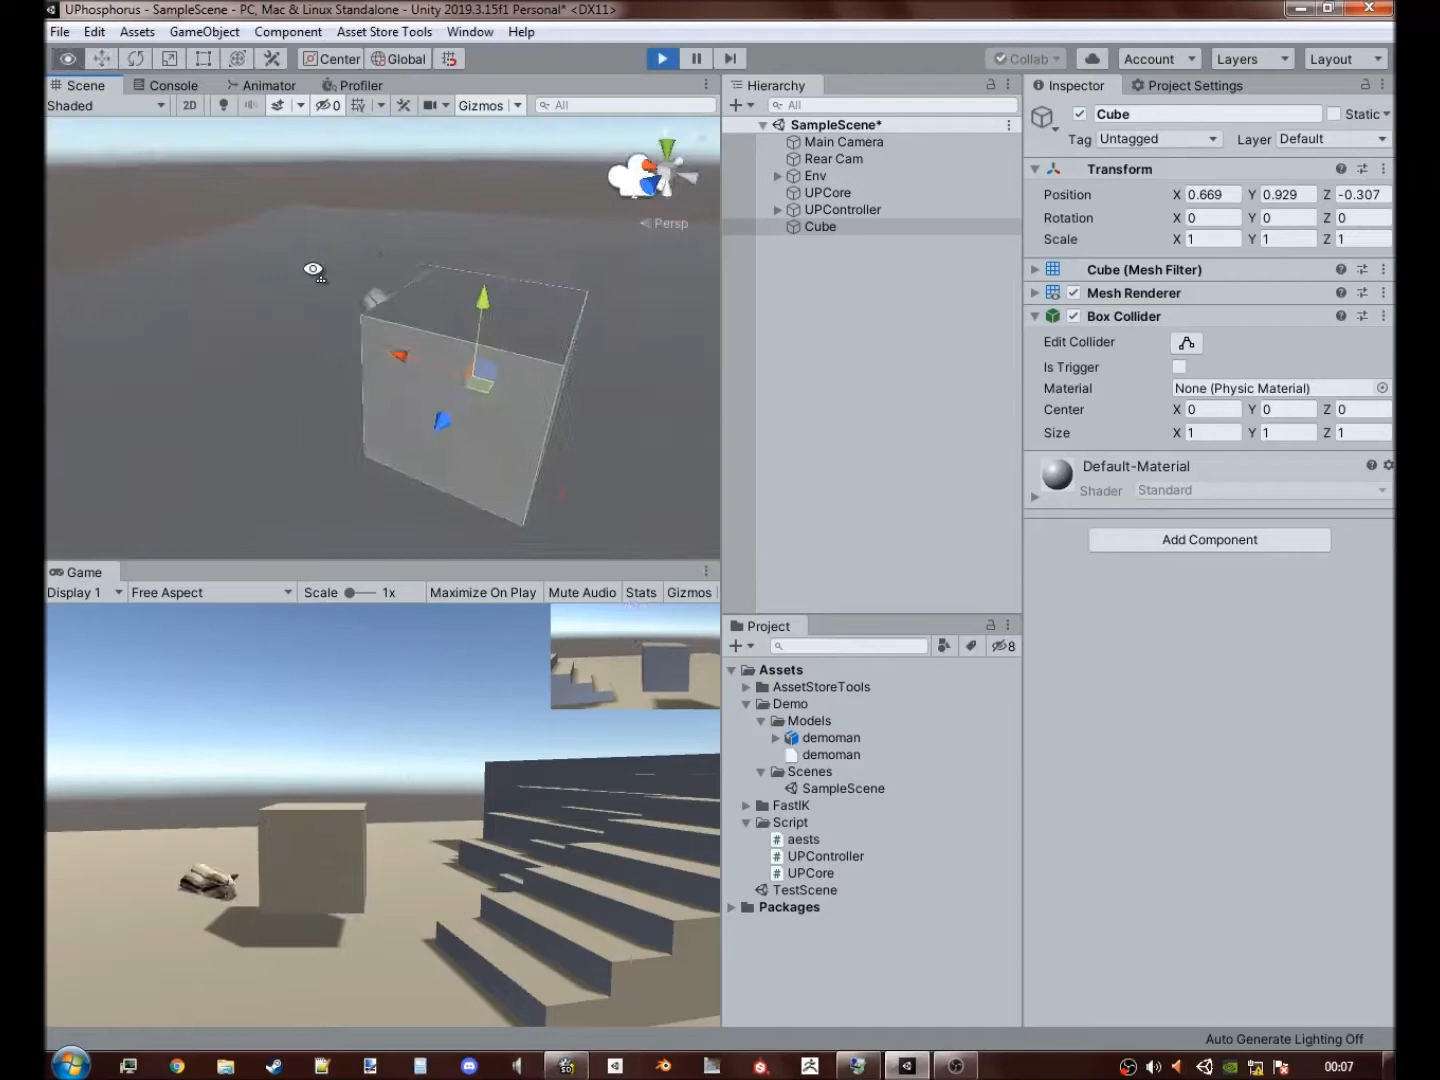 UPhosphorus - SampleScene - PC, Mac & Linux Standalone - Unity 2019.3.15f1 Personal* <DX11>
File Edit Assets GameObject Component Asset Store Tools Window Help
Center Global Collab Account Layers Layout
Scene Console Animator Profiler
Shaded 2D 0 Gizmos All
Persp
Game
Display 1 Free Aspect Scale 1x Maximize On Play Mute Audio Stats Gizmos
Hierarchy
All
SampleScene*
Main Camera
Rear Cam
Env
UPCore
UPController
Cube
Project
8
Assets
AssetStoreTools
Demo
Models
demoman
demoman
Scenes
SampleScene
FastIK
Script
aests
UPController
UPCore
TestScene
Packages
Inspector Project Settings
Cube Static
Tag Untagged Layer Default
Transform
Position X 0.669 Y 0.929 Z -0.307
Rotation X 0 Y 0 Z 0
Scale X 1 Y 1 Z 1
Cube (Mesh Filter)
Mesh Renderer
Box Collider
Edit Collider
Is Trigger
Material None (Physic Material)
Center X 0 Y 0 Z 0
Size X 1 Y 1 Z 1
Default-Material
Shader Standard
Add Component
Auto Generate Lighting Off
00:07